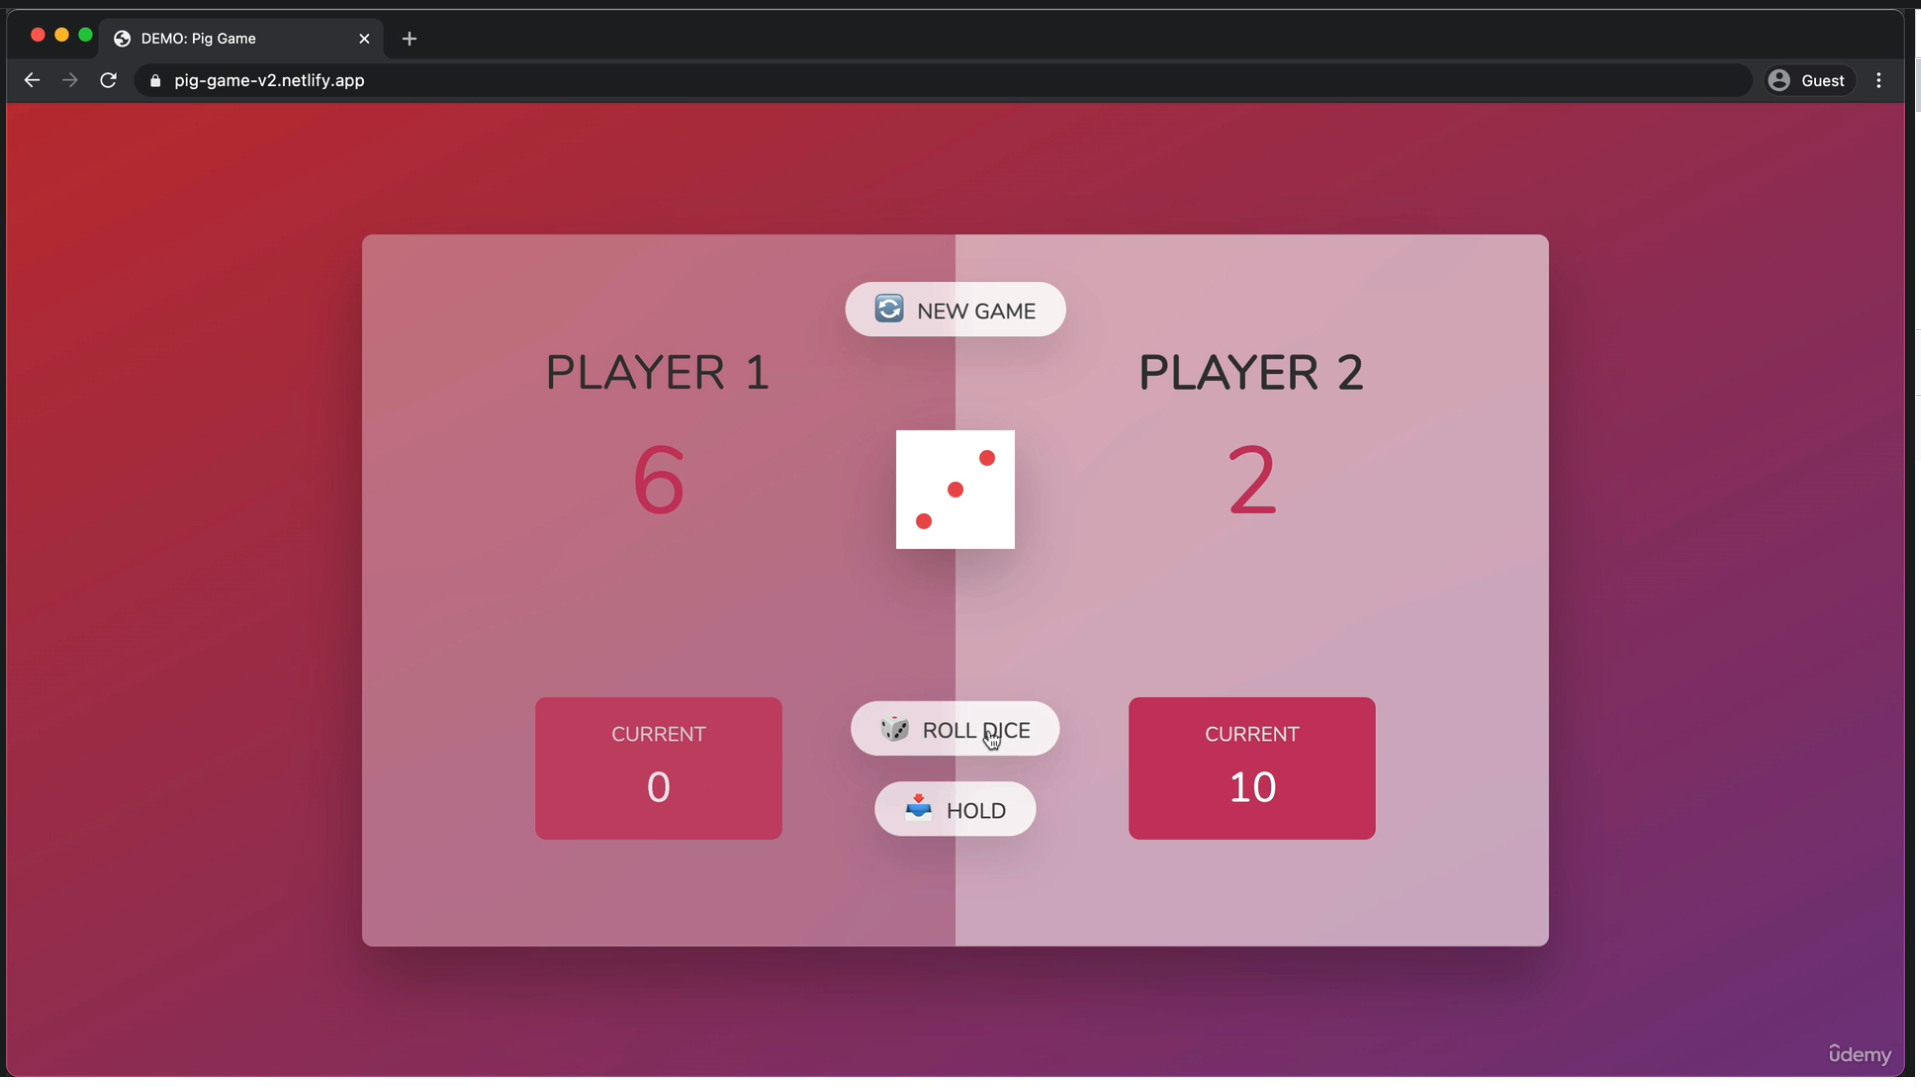 DEMO: Pig Game
pig-game-v2.netlify.app
Guest
NEW GAME
PLAYER 1
PLAYER 2
6
2
CURRENT
0
ROLL DICE
HOLD
CURRENT
10
ûdemy